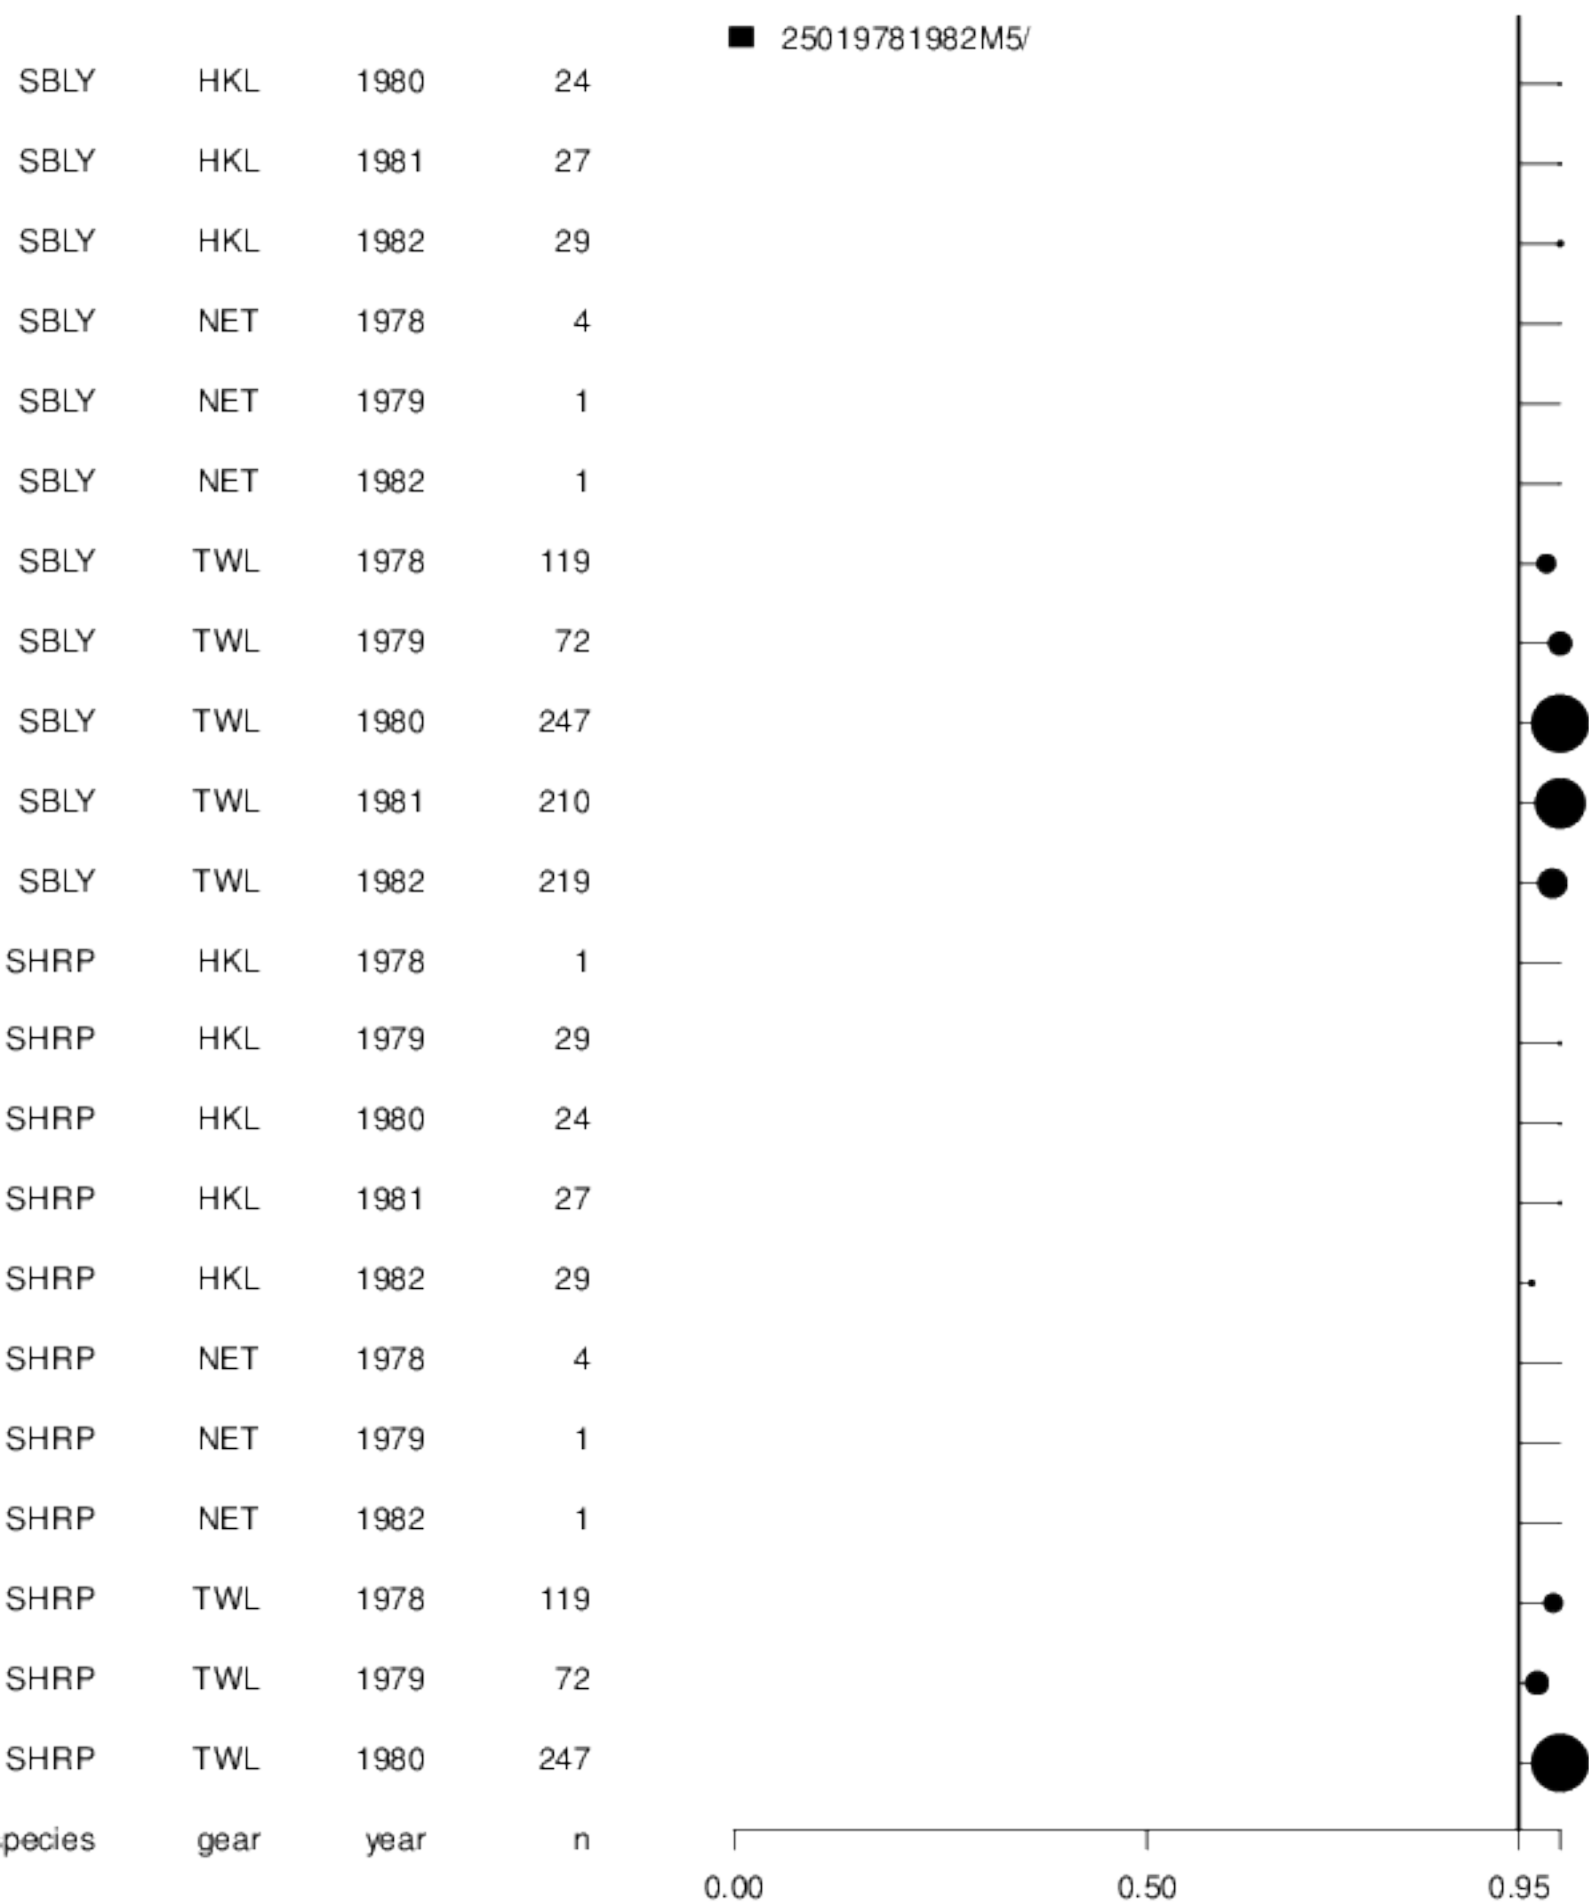 25019781982M5/
SBLY HKL 1980 24
SBLY HKL 1981 27
SBLY HKL 1982 29
SBLY NET 1978 4
SBLY NET 1979 1
SBLY NET 1982 1
SBLY TWL 1978 119
SBLY TWL 1979 72
SBLY TWL 1980 247
SBLY TWL 1981 210
SBLY TWL 1982 219
SHRP HKL 1978 1
SHRP HKL 1979 29
SHRP HKL 1980 24
SHRP HKL 1981 27
SHRP HKL 1982 29
SHRP NET 1978 4
SHRP NET 1979 1
SHRP NET 1982 1
SHRP TWL 1978 119
SHRP TWL 1979 72
SHRP TWL 1980 247
pecies gear year n
0.00 0.50 0.95